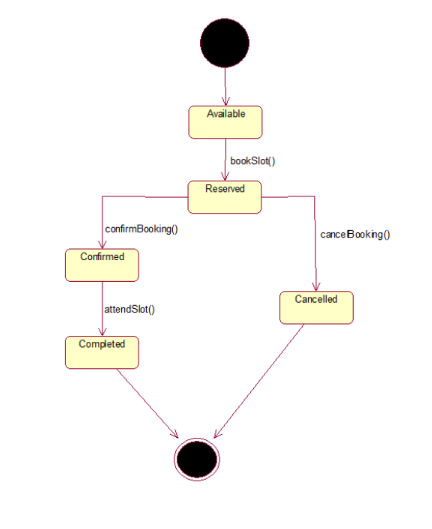 Available
bookSlot()
Reserved
confirmBooking()
cancelBooking()
Confirmed
Cancelled
attendSlot()
Completed